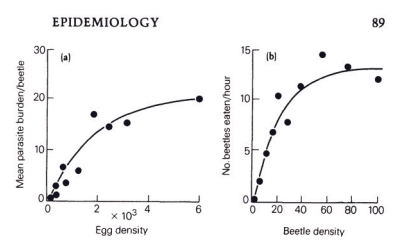 EPIDEMIOLOGY 89
(a)
Mean parasite burden/beetle
30
20
10
0
0 2 4 6
× 10³
Egg density
(b)
No. beetles eaten/hour
15
10
5
0
0 20 40 60 80 100
Beetle density